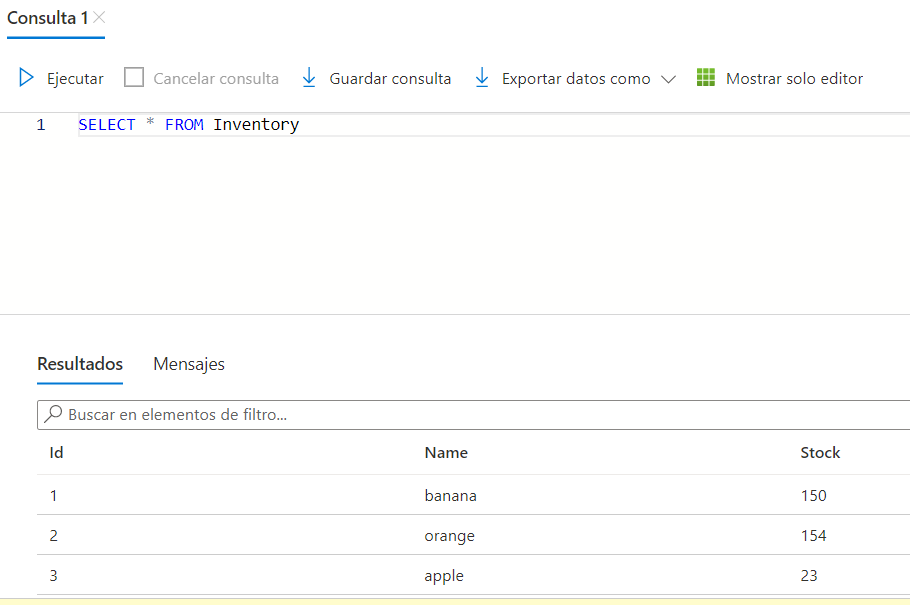 Consulta 1
Ejecutar Cancelar consulta Guardar consulta Exportar datos como Mostrar solo editor
1 SELECT * FROM Inventory
Resultados Mensajes
Buscar en elementos de filtro...
Id Name Stock
1 banana 150
2 orange 154
3 apple 23